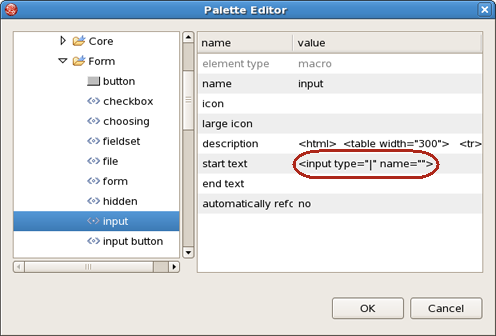 Palette Editor
Core
Form
button
checkbox
choosing
fieldset
file
form
hidden
input
input button
name value
element type macro
name input
icon
large icon
description <html> <table width="300"> <tr>
start text <input type="|" name="">
end text
automatically refo no
OK Cancel